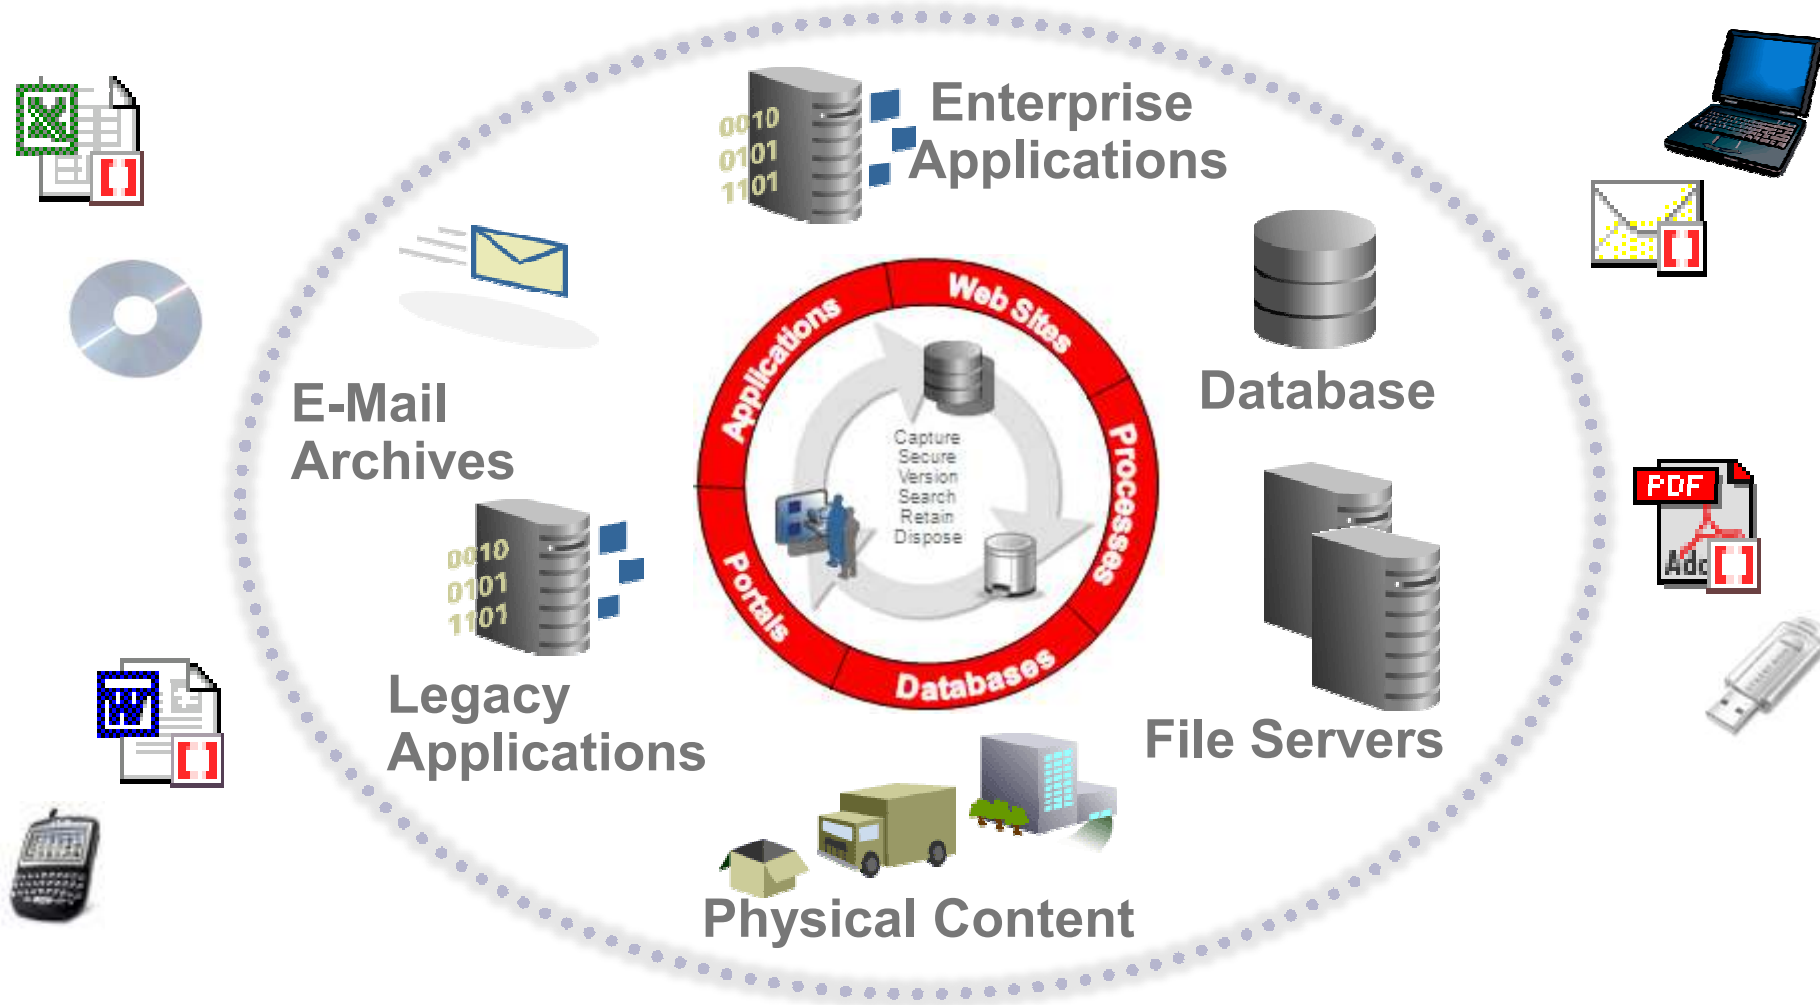 Enterprise
Applications
0010
0101
1101
E-Mail
Archives
Database
Web Sites
Applications
Processes
Portals
Databases
Capture
Secure
Version
Search
Retain
Dispose
0010
0101
1101
Legacy
Applications
File Servers
Physical Content
X
W
PDF